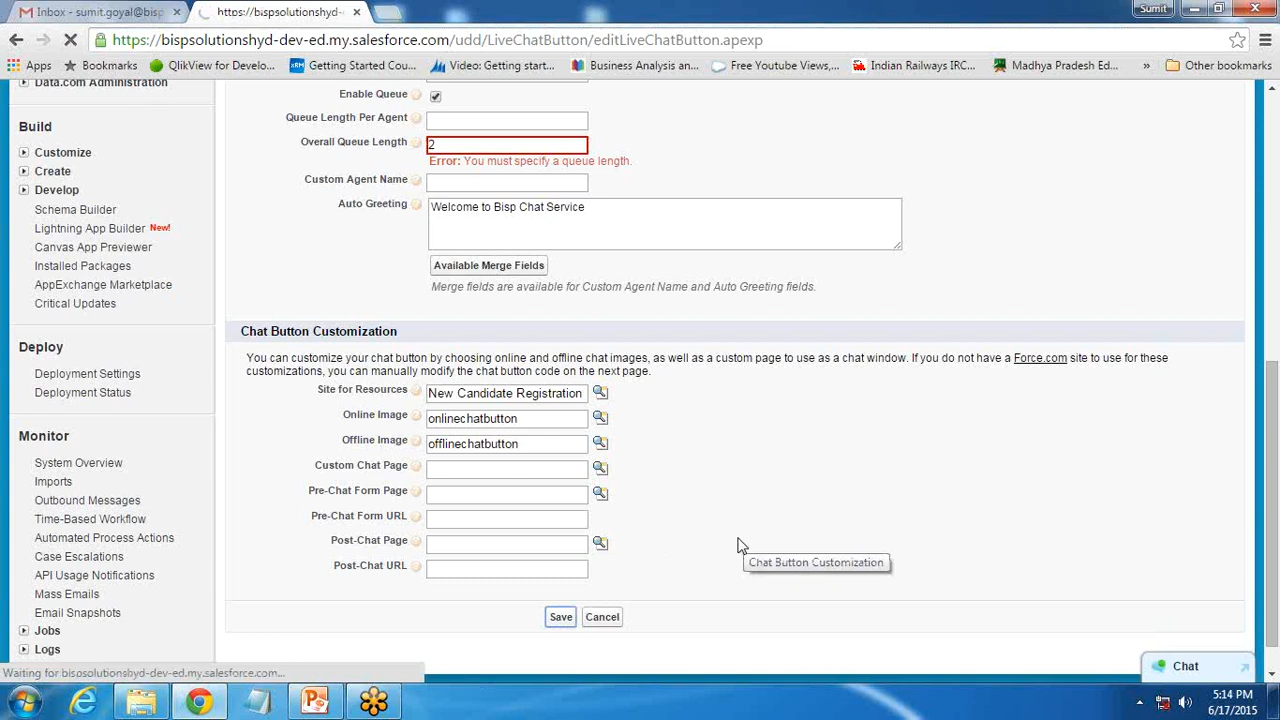 Inbox - sumit.goyal@bisp
https://bispsolutionshyd-
Sumit
https://bispsolutionshyd-dev-ed.my.salesforce.com/udd/LiveChatButton/editLiveChatButton.apexp
Apps
Bookmarks
QlikView for Develo...
Getting Started Cou...
Video: Getting start...
Business Analysis an...
Free Youtube Views,...
Indian Railways IRC...
Madhya Pradesh Ed...
»
Other bookmarks
Data.com Administration
Build
Customize
Create
Develop
Schema Builder
Lightning App Builder New!
Canvas App Previewer
Installed Packages
AppExchange Marketplace
Critical Updates
Deploy
Deployment Settings
Deployment Status
Monitor
System Overview
Imports
Outbound Messages
Time-Based Workflow
Automated Process Actions
Case Escalations
API Usage Notifications
Mass Emails
Email Snapshots
Jobs
Logs
Enable Queue
Queue Length Per Agent
Overall Queue Length 2
Error: You must specify a queue length.
Custom Agent Name
Auto Greeting Welcome to Bisp Chat Service
Available Merge Fields
Merge fields are available for Custom Agent Name and Auto Greeting fields.
Chat Button Customization
You can customize your chat button by choosing online and offline chat images, as well as a custom page to use as a chat window. If you do not have a Force.com site to use for these
customizations, you can manually modify the chat button code on the next page.
Site for Resources New Candidate Registration
Online Image onlinechatbutton
Offline Image offlinechatbutton
Custom Chat Page
Pre-Chat Form Page
Pre-Chat Form URL
Post-Chat Page
Post-Chat URL
Chat Button Customization
Save Cancel
Chat
Waiting for bispsolutionshyd-dev-ed.my.salesforce.com...
5:14 PM
6/17/2015